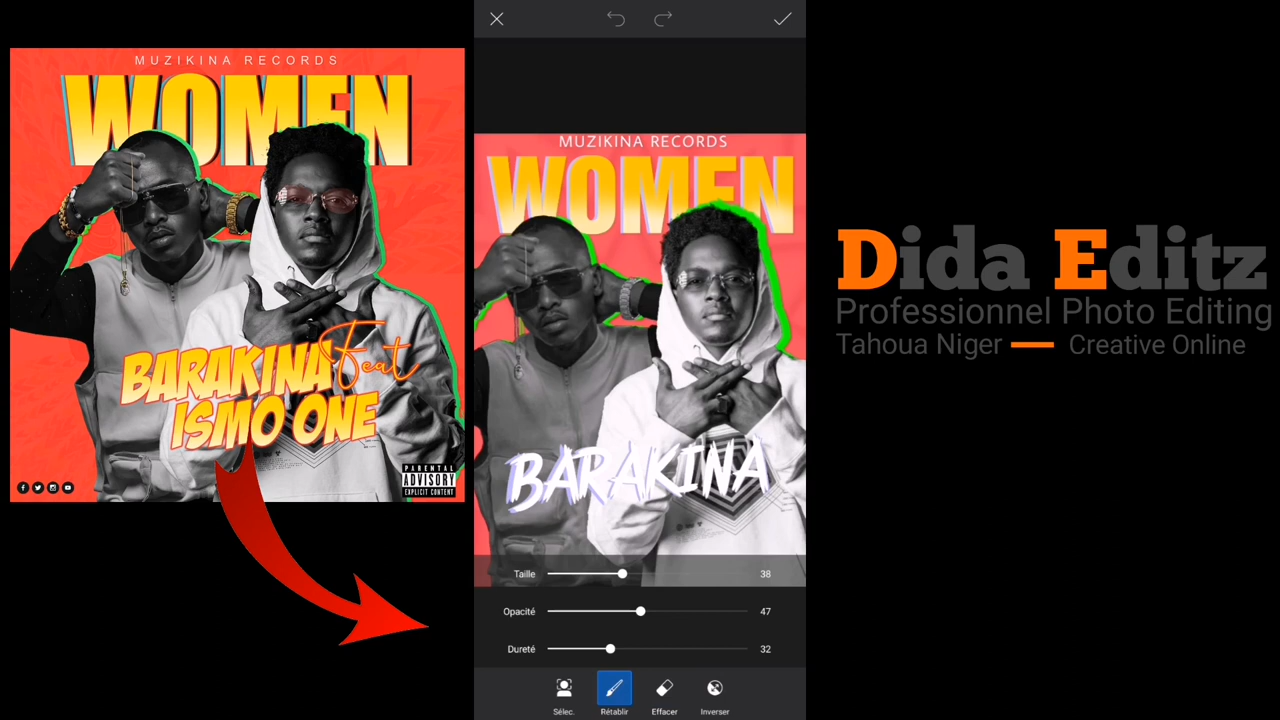 MUZIKINA RECORDS
WOMEN
BARAKINA Feat
ISMO ONE
PARENTAL
ADVISORY
EXPLICIT CONTENT
MUZIKINA RECORDS
WOMEN
BARAKINA
Taille 38
Opacité 47
Dureté 32
Sélec. Rétablir Effacer Inverser
Dida Editz
Professionnel Photo Editing
Tahoua Niger — Creative Online